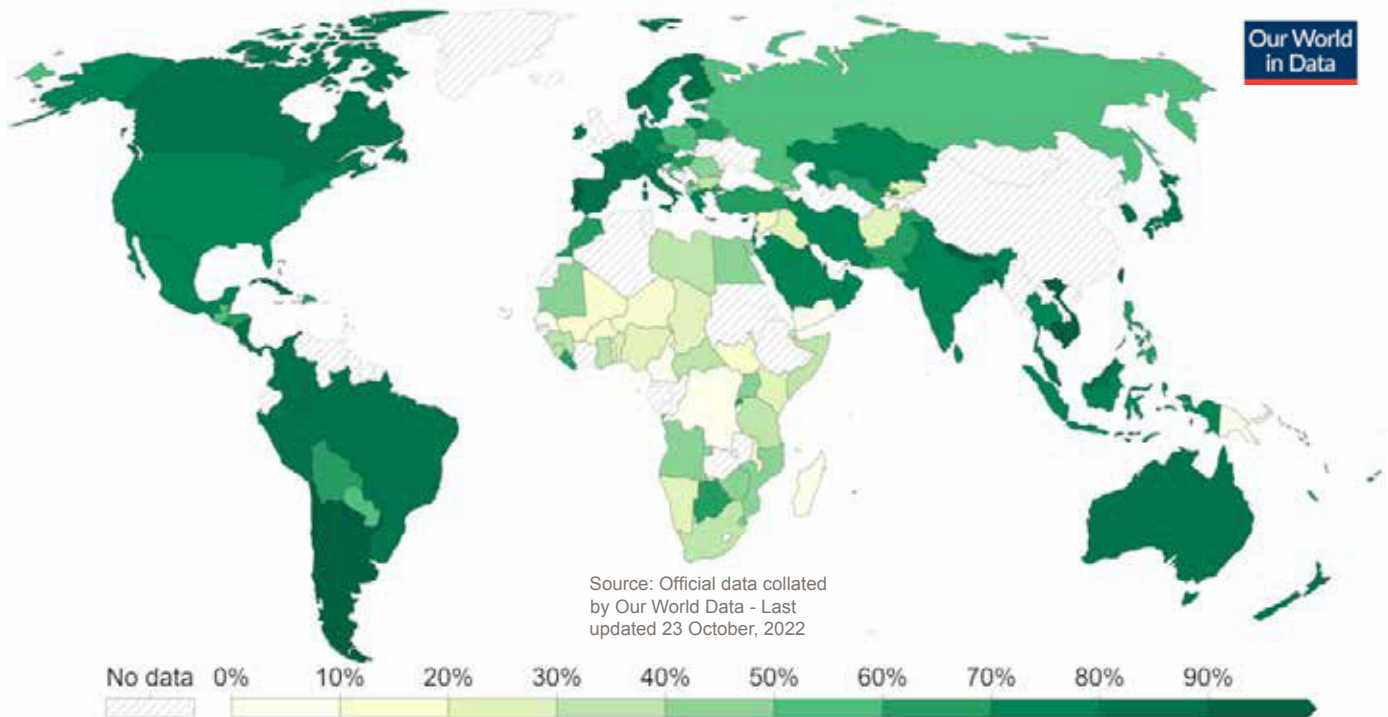 Our World
in Data
Source: Official data collated
by Our World Data - Last
updated 23 October, 2022
No data 0% 10% 20% 30% 40% 50% 60% 70% 80% 90%